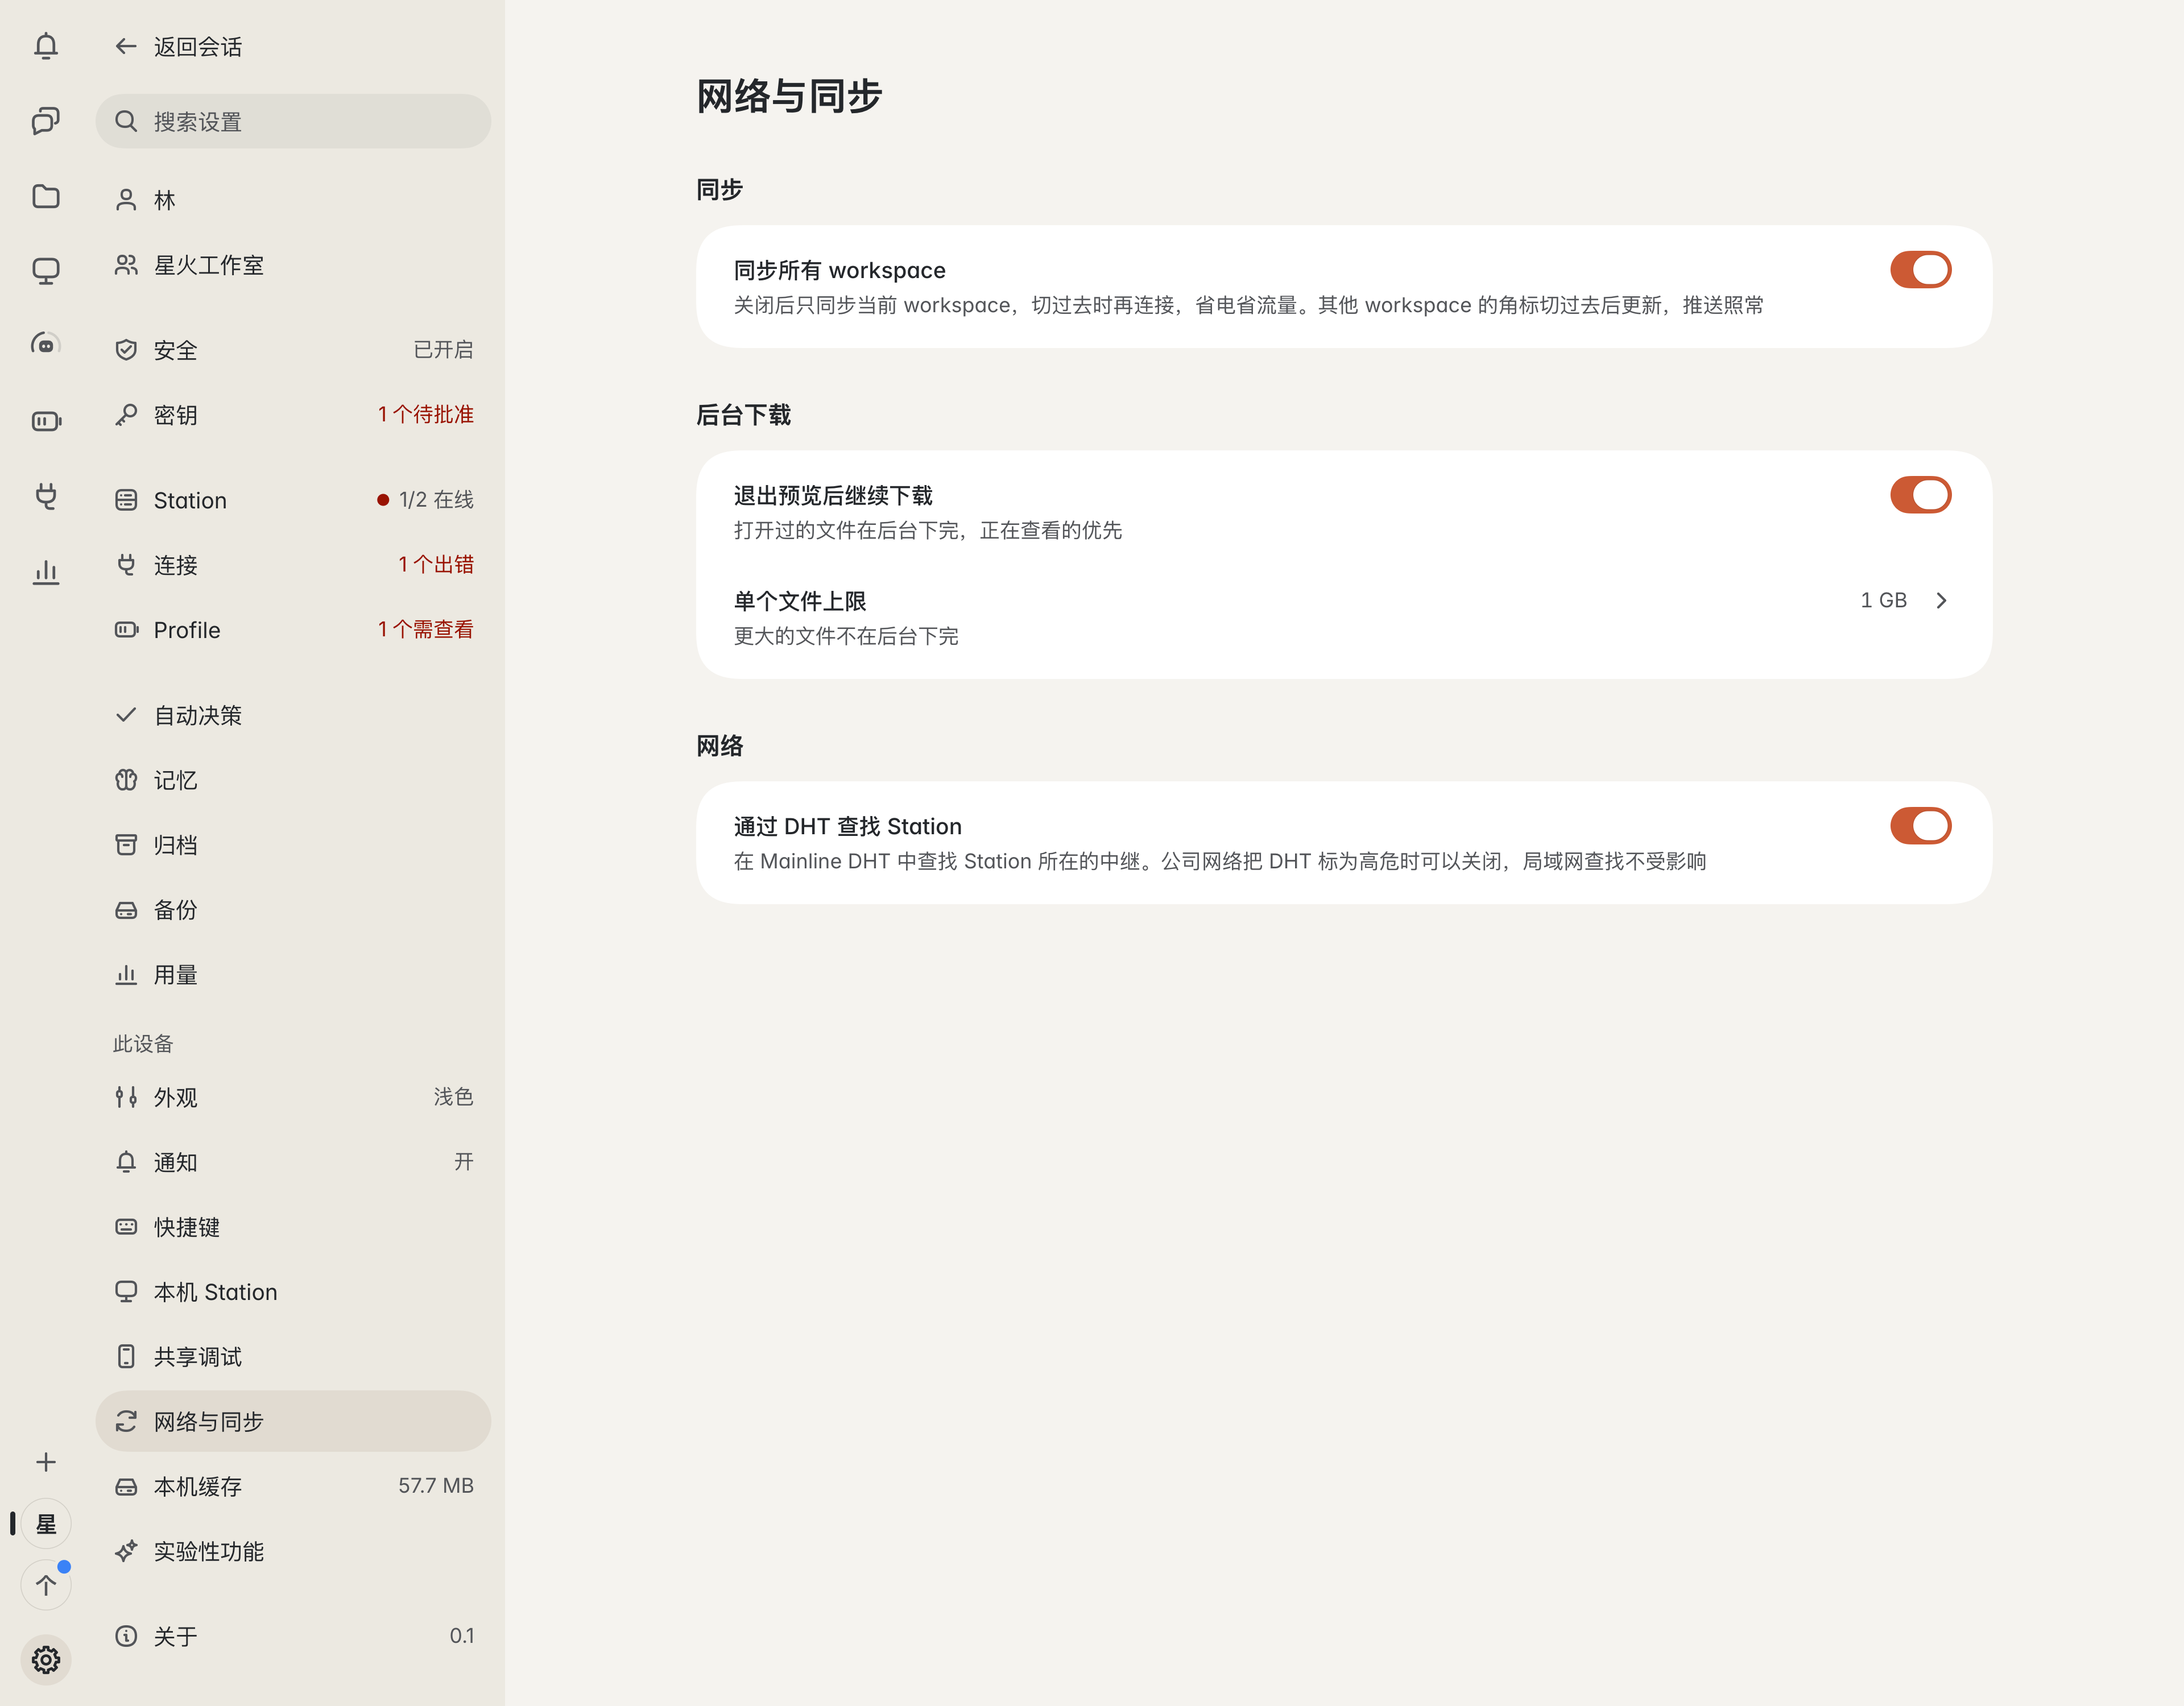 返回会话
搜索设置
林
星火工作室
安全 已开启
密钥 1 个待批准
Station 1/2 在线
连接 1 个出错
Profile 1 个需查看
自动决策
记忆
归档
备份
用量
此设备
外观 浅色
通知 开
快捷键
本机 Station
共享调试
网络与同步
本机缓存 57.7 MB
实验性功能
关于 0.1
星
个
网络与同步
同步
同步所有 workspace
关闭后只同步当前 workspace，切过去时再连接，省电省流量。其他 workspace 的角标切过去后更新，推送照常
后台下载
退出预览后继续下载
打开过的文件在后台下完，正在查看的优先
单个文件上限 1 GB
更大的文件不在后台下完
网络
通过 DHT 查找 Station
在 Mainline DHT 中查找 Station 所在的中继。公司网络把 DHT 标为高危时可以关闭，局域网查找不受影响